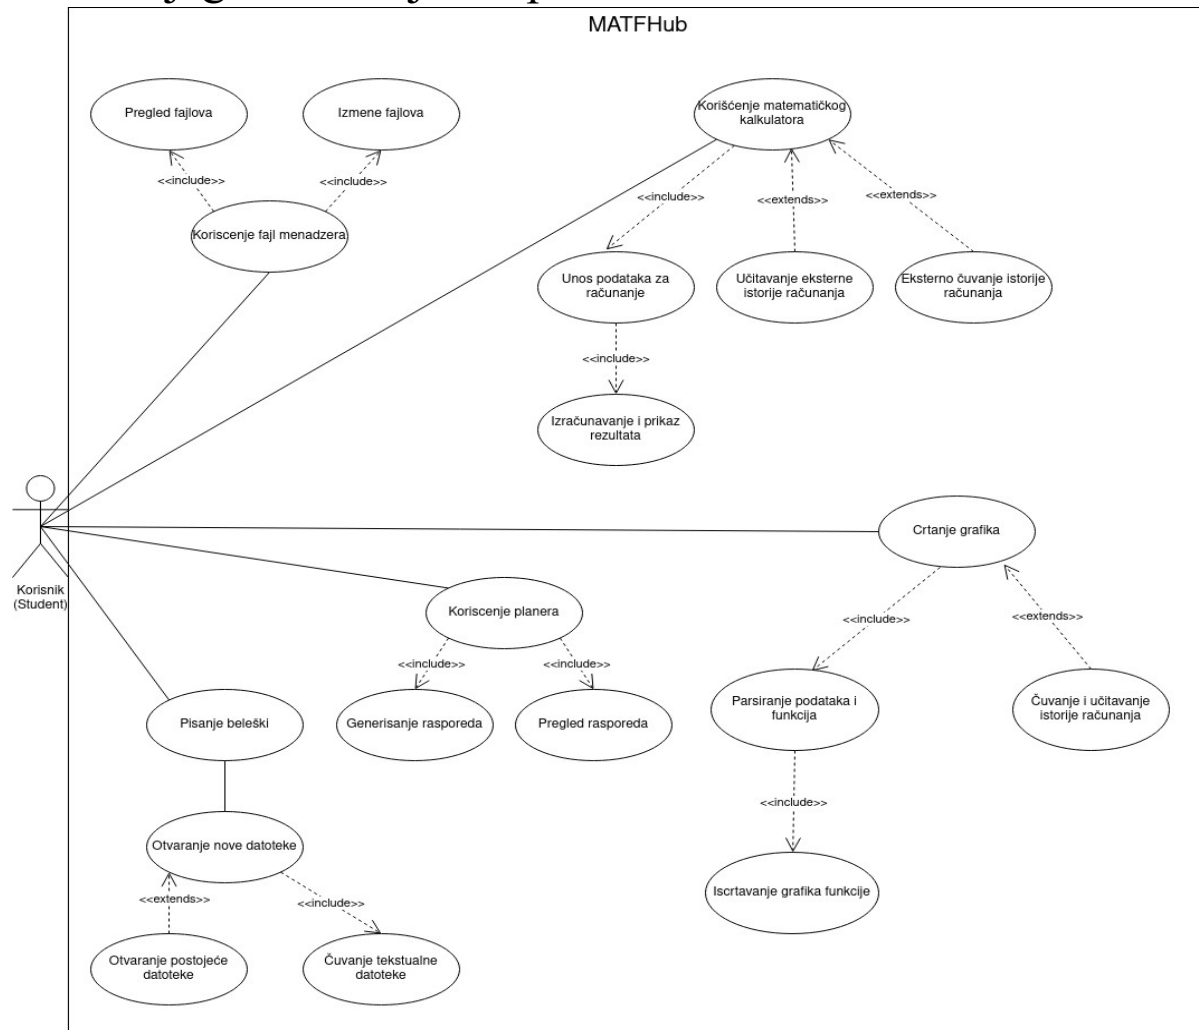 MATFHub
Pregled fajlova
Izmene fajlova
<<include>>
<<include>>
Koriscenje fajl menadzera
Korišćenje matematičkog
kalkulatora
<<include>>
<<extends>>
<<extends>>
Unos podataka za
računanje
Učitavanje eksterne
istorije računanja
Eksterno čuvanje istorije
računanja
<<include>>
Izračunavanje i prikaz
rezultata
Korisnik
(Student)
Crtanje grafika
<<include>>
<<extends>>
Parsiranje podataka i
funkcija
Čuvanje i učitavanje
istorije računanja
<<include>>
Iscrtavanje grafika funkcije
Koriscenje planera
<<include>>
<<include>>
Generisanje rasporeda
Pregled rasporeda
Pisanje beleški
Otvaranje nove datoteke
<<extends>>
<<include>>
Otvaranje postojeće
datoteke
Čuvanje tekstualne
datoteke